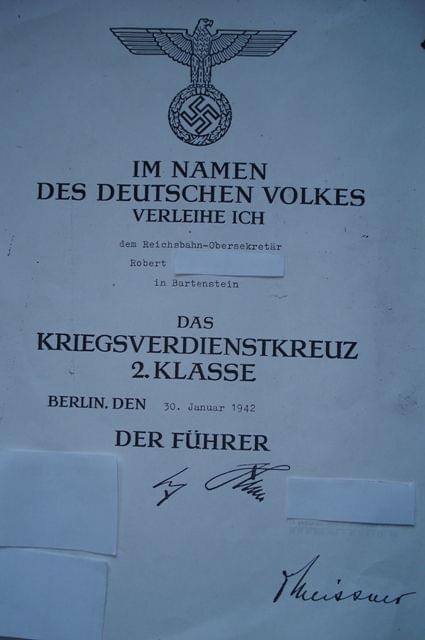 IM NAMEN
DES DEUTSCHEN VOLKES
VERLEIHE ICH
dem Reichsbahn-Obersekretär
Robert
in Bartenstein
DAS
KRIEGSVERDIENSTKREUZ
2. KLASSE
BERLIN, DEN 30. Januar 1942
DER FÜHRER
Meissner